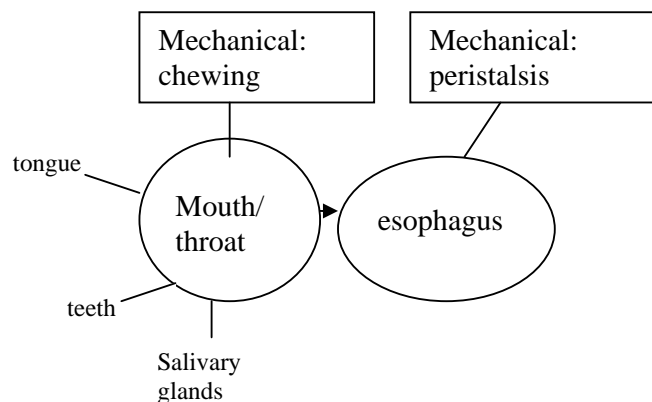 Mechanical:
chewing
Mechanical:
peristalsis
tongue
Mouth/
throat
esophagus
teeth
Salivary
glands